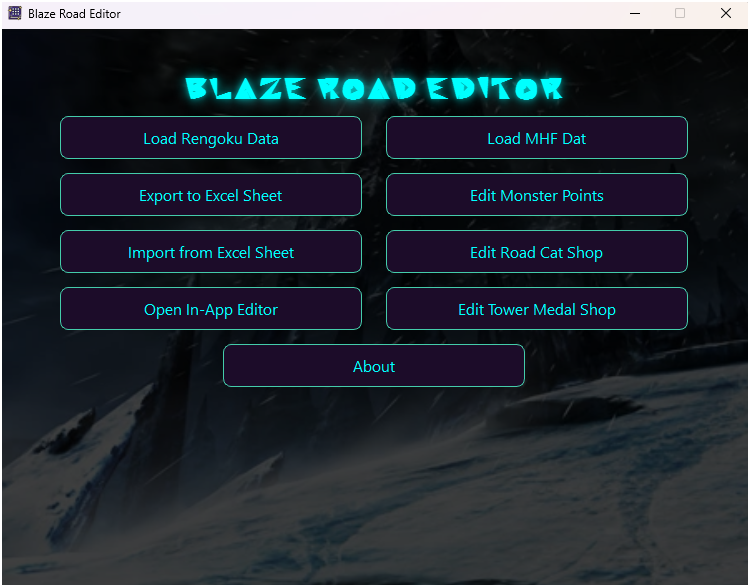 Blaze Road Editor
BLAZE ROAD EDITOR
Load Rengoku Data
Load MHF Dat
Export to Excel Sheet
Edit Monster Points
Import from Excel Sheet
Edit Road Cat Shop
Open In-App Editor
Edit Tower Medal Shop
About